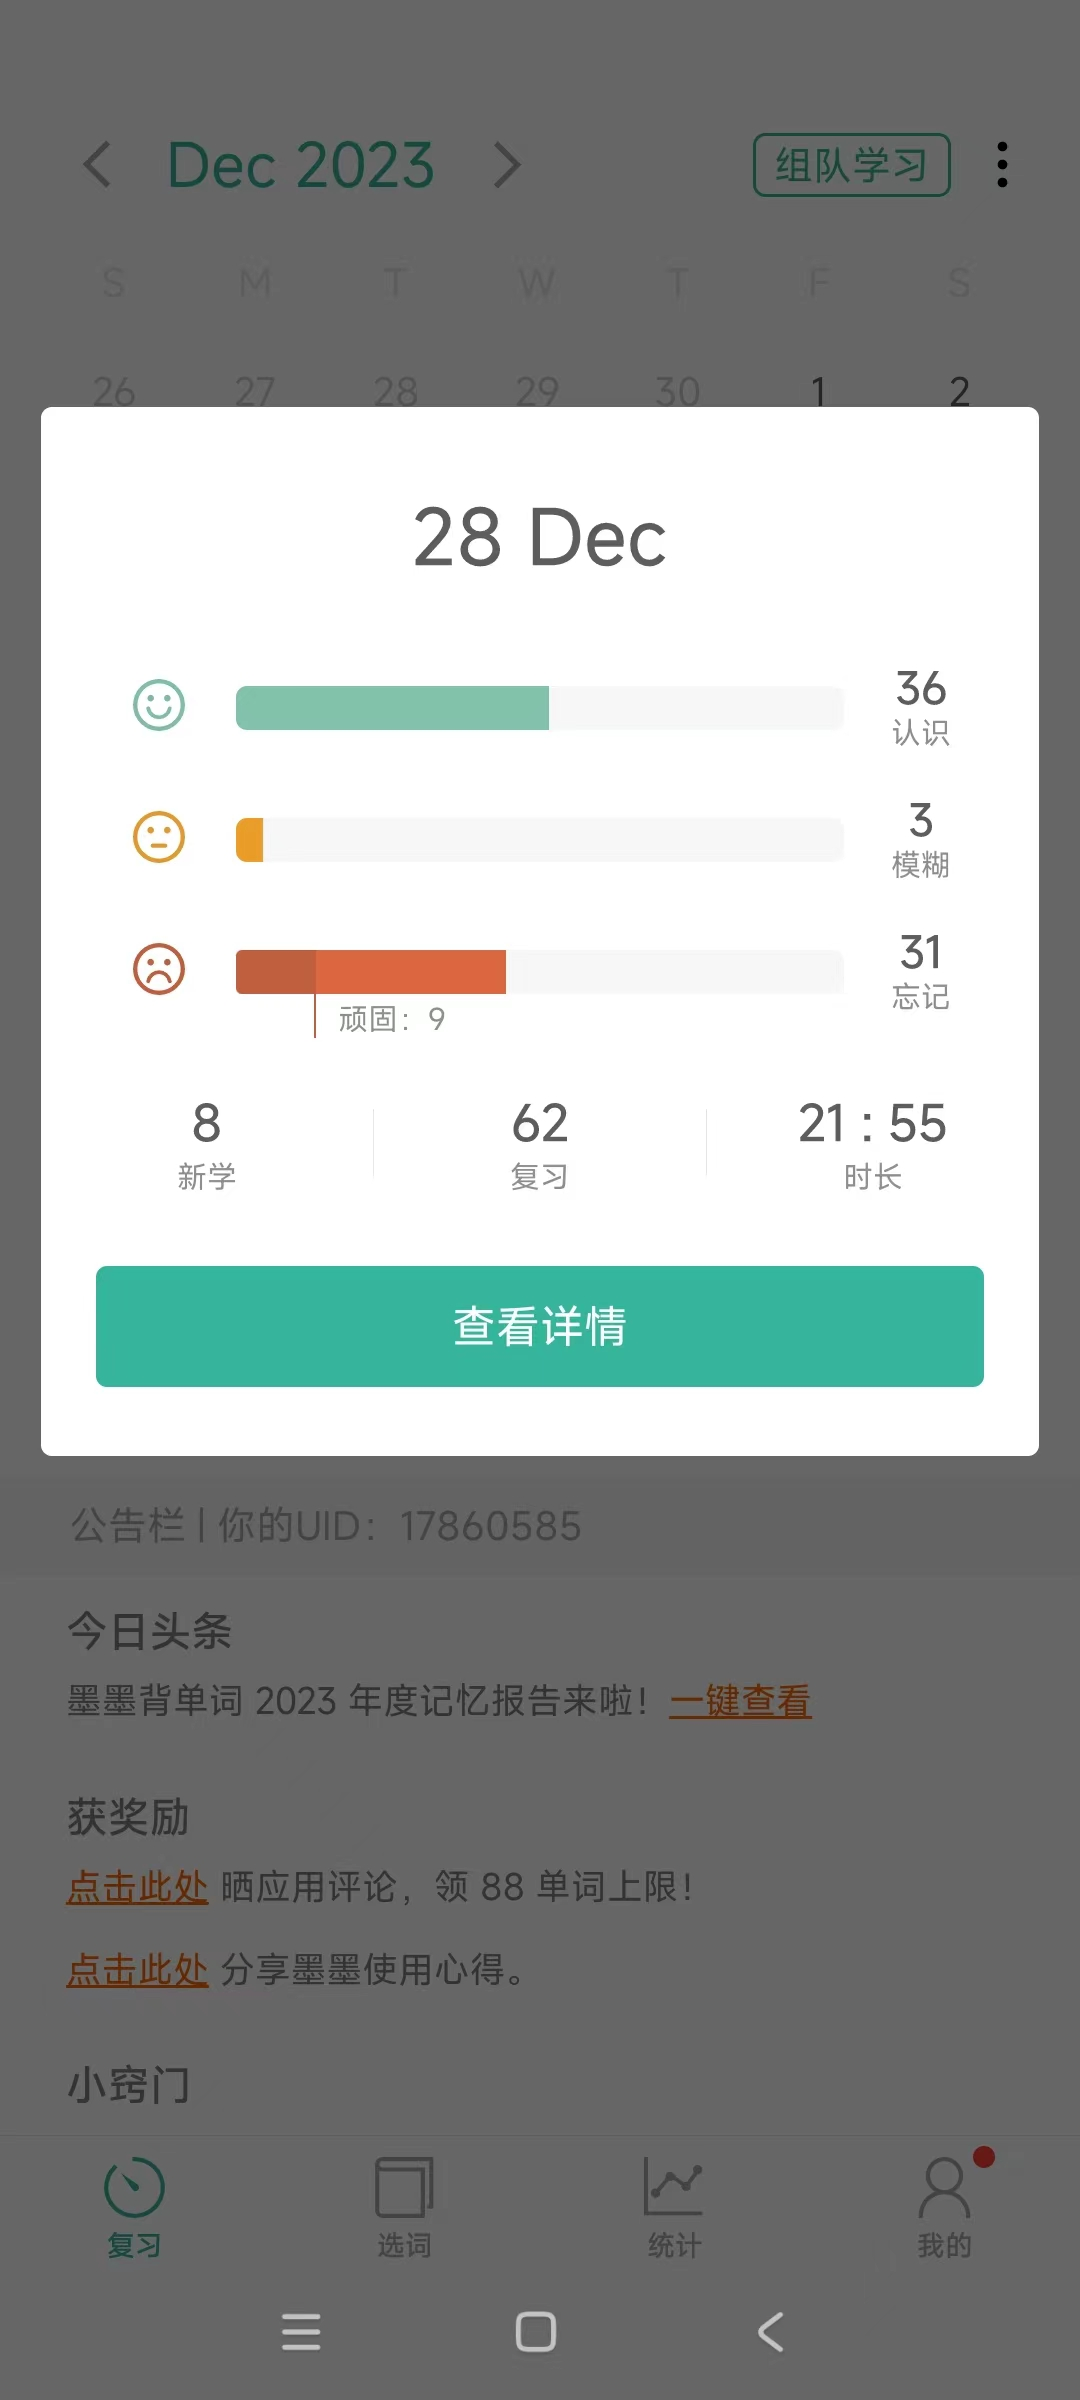 Dec 2023 组队学习
S M T W T F S
26 27 28 29 30 1 2
28 Dec
36
认识
3
模糊
31
忘记
顽固：9
8 62 21 : 55
新学 复习 时长
查看详情
公告栏 | 你的UID：17860585
今日头条
墨墨背单词 2023 年度记忆报告来啦！一键查看
获奖励
点击此处 晒应用评论，领 88 单词上限！
点击此处 分享墨墨使用心得。
小窍门
复习 选词 统计 我的